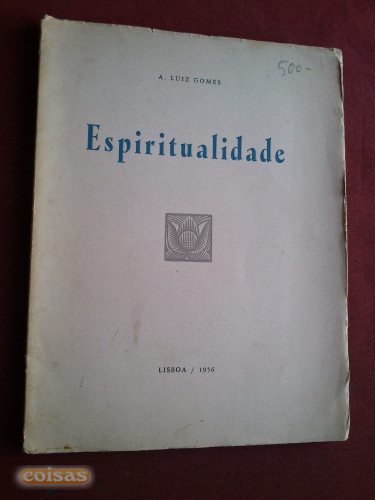 A. LUIZ GOMES
500-
Espiritualidade
LISBOA / 1956
coisas